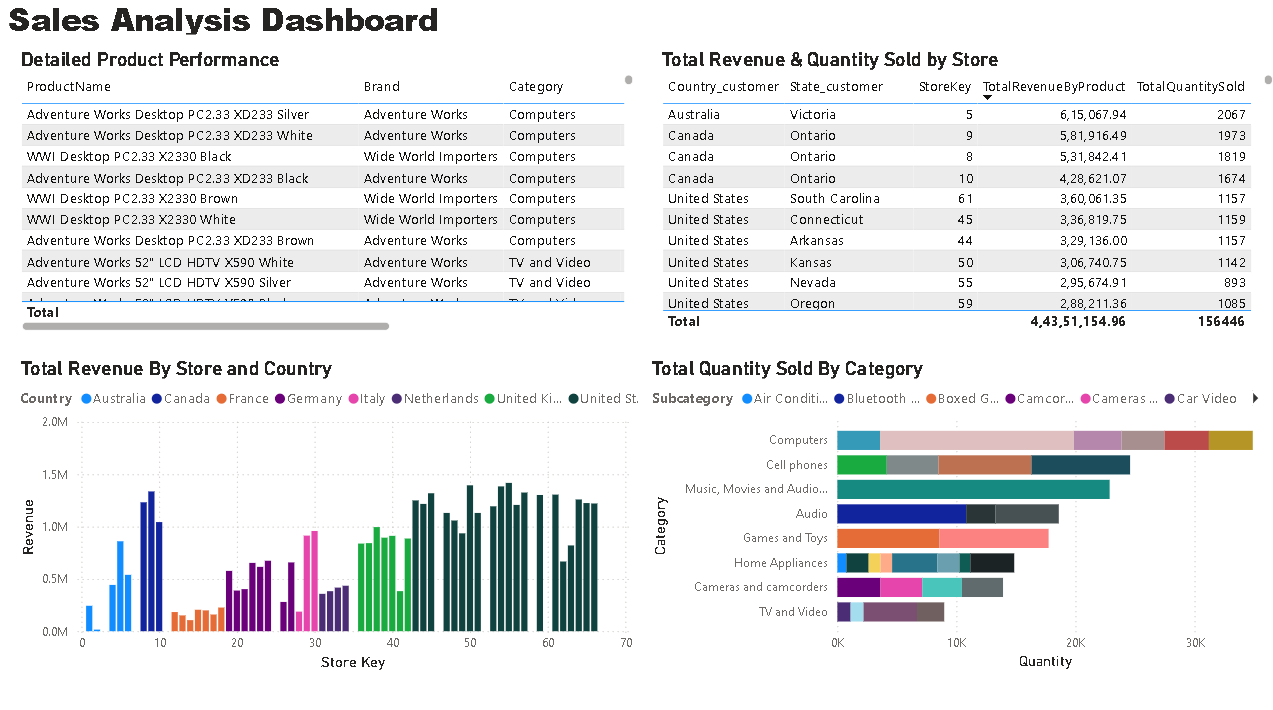 Sales Analysis Dashboard
Detailed Product Performance
ProductName Brand Category
Adventure Works Desktop PC2.33 XD233 Silver Adventure Works Computers
Adventure Works Desktop PC2.33 XD233 White Adventure Works Computers
WWI Desktop PC2.33 X2330 Black Wide World Importers Computers
Adventure Works Desktop PC2.33 XD233 Black Adventure Works Computers
WWI Desktop PC2.33 X2330 Brown Wide World Importers Computers
WWI Desktop PC2.33 X2330 White Wide World Importers Computers
Adventure Works Desktop PC2.33 XD233 Brown Adventure Works Computers
Adventure Works 52" LCD HDTV X590 White Adventure Works TV and Video
Adventure Works 52" LCD HDTV X590 Silver Adventure Works TV and Video
Total
Total Revenue & Quantity Sold by Store
Country_customer State_customer StoreKey TotalRevenueByProduct TotalQuantitySold
Australia Victoria 5 6,15,067.94 2067
Canada Ontario 9 5,81,916.49 1973
Canada Ontario 8 5,31,842.41 1819
Canada Ontario 10 4,28,621.07 1674
United States South Carolina 61 3,60,061.35 1157
United States Connecticut 45 3,36,819.75 1159
United States Arkansas 44 3,29,136.00 1157
United States Kansas 50 3,06,740.75 1142
United States Nevada 55 2,95,674.91 893
United States Oregon 59 2,88,211.36 1085
Total 4,43,51,154.96 156446
Total Revenue By Store and Country
Country Australia Canada France Germany Italy Netherlands United Ki... United St.
2.0M
1.5M
1.0M
0.5M
0.0M
Revenue
0 10 20 30 40 50 60 70
Store Key
Total Quantity Sold By Category
Subcategory Air Conditi... Bluetooth ... Boxed G... Camcor... Cameras ... Car Video
Computers
Cell phones
Music, Movies and Audio...
Audio
Games and Toys
Home Appliances
Cameras and camcorders
TV and Video
Category
0K 10K 20K 30K
Quantity